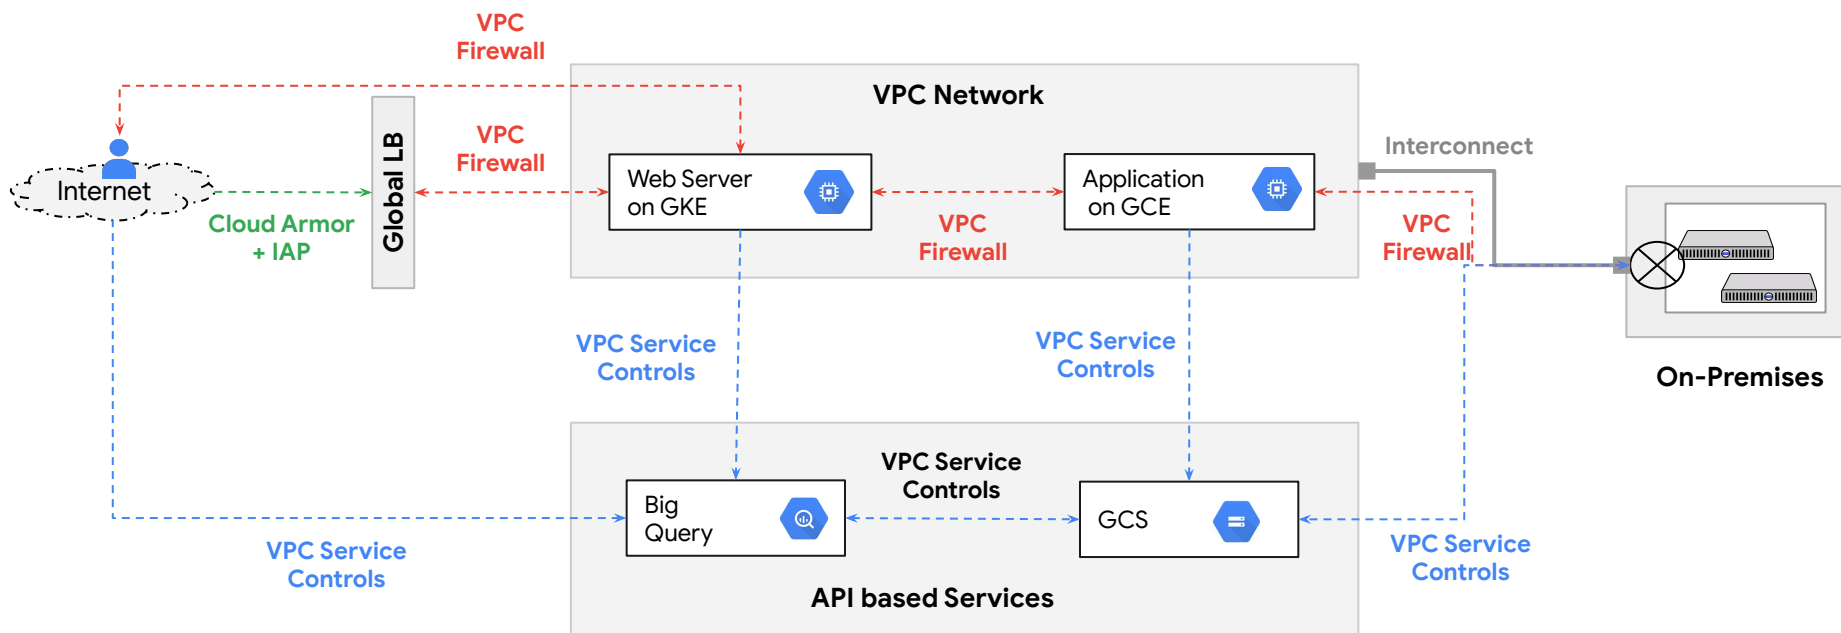 VPC
Firewall
VPC Network
VPC
Firewall
Global LB
Internet
Cloud Armor
+ IAP
Web Server
on GKE
VPC
Firewall
Application
on GCE
Interconnect
VPC
Firewall
On-Premises
VPC Service
Controls
VPC Service
Controls
VPC Service
Controls
Big
Query
GCS
VPC Service
Controls
VPC Service
Controls
API based Services